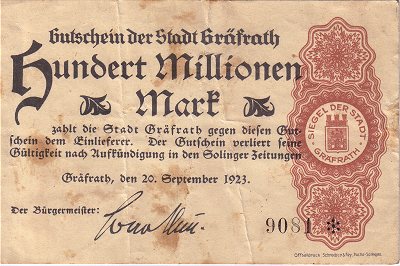 Gutschein der Stadt Gräfrath
Hundert Millionen
Mark
zahlt die Stadt Gräfrath gegen diesen Gut-
schein dem Einlieferer. Der Gutschein verliert seine
Gültigkeit nach Aufkündigung in den Solinger Zeitungen
Gräfrath, den 20. September 1923.
Der Bürgermeister:
SIEGEL DER STADT
GRÄFRATH
9081 ✻
Offsetdruck